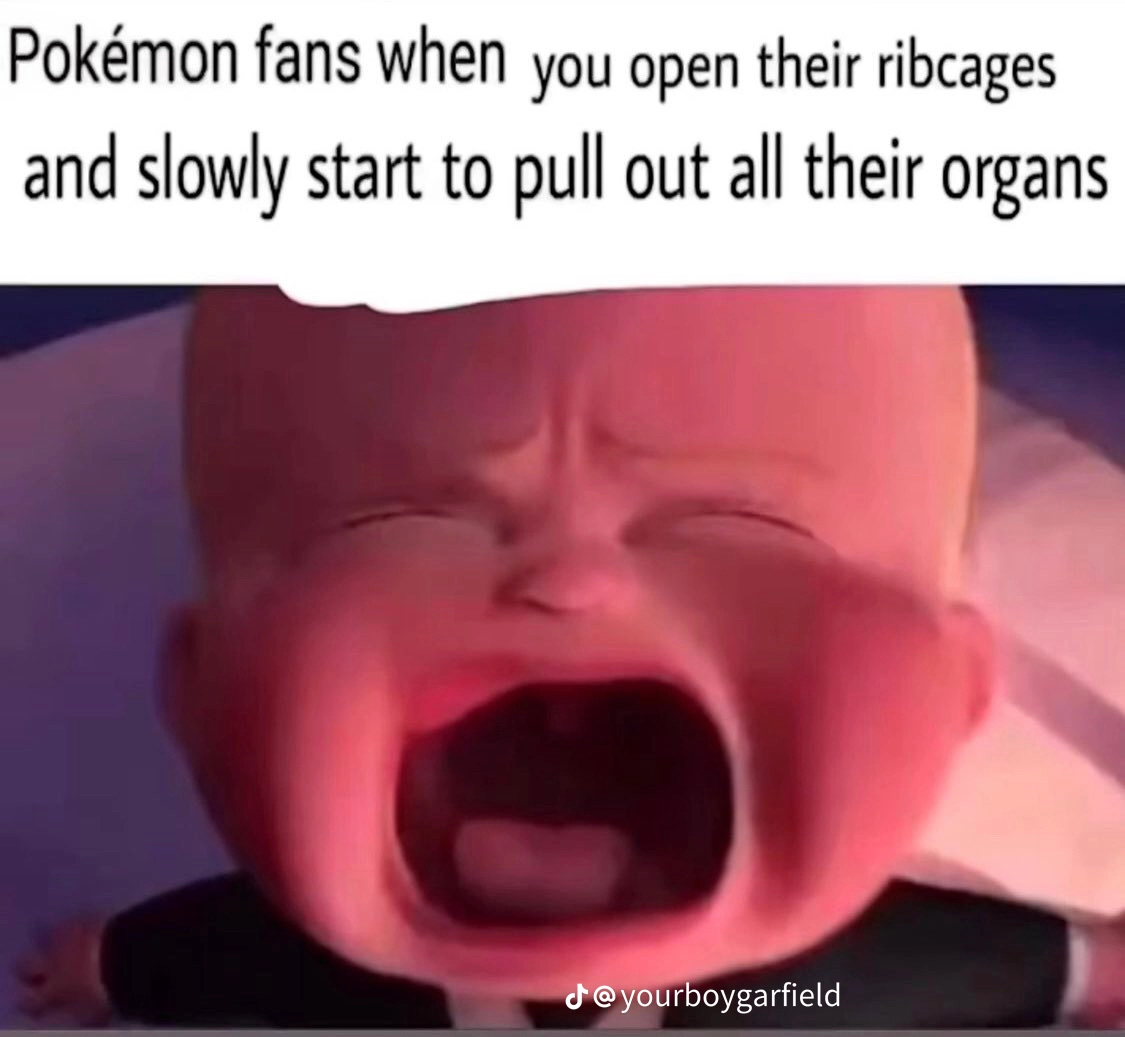 Pokémon fans when you open their ribcages
and slowly start to pull out all their organs
@yourboygarfield